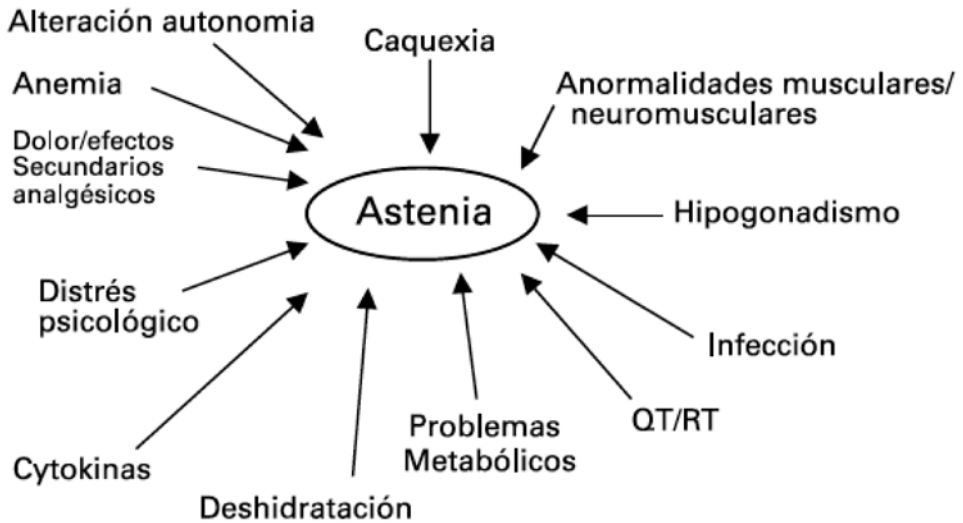 Alteración autonomia
Caquexia
Anemia
Anormalidades musculares/
neuromusculares
Dolor/efectos
Secundarios
analgésicos
Astenia
Hipogonadismo
Distrés
psicológico
Infección
QT/RT
Problemas
Metabólicos
Cytokinas
Deshidratación